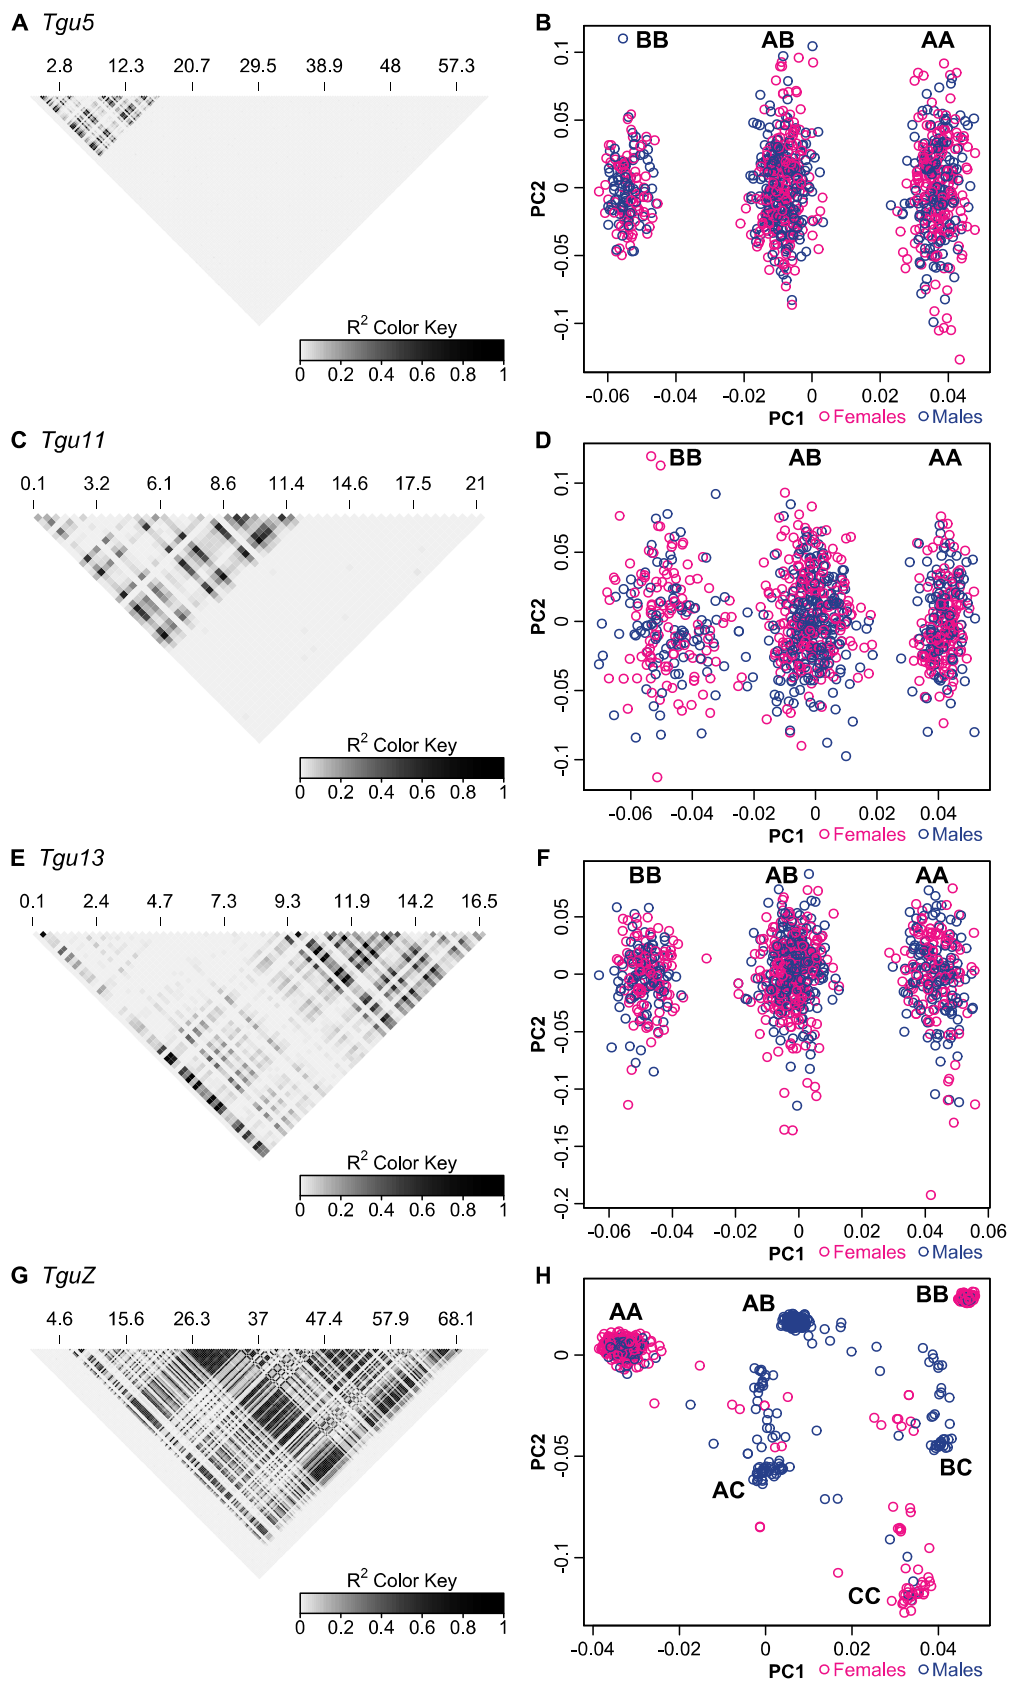 A Tgu5
2.8 12.3 20.7 29.5 38.9 48 57.3
R2 Color Key
0 0.2 0.4 0.6 0.8 1
B
BB AB AA
PC2
0.1
0.05
0
-0.05
-0.1
-0.06 -0.04 -0.02 0 0.02 0.04
PC1 Females Males
C Tgu11
0.1 3.2 6.1 8.6 11.4 14.6 17.5 21
R2 Color Key
0 0.2 0.4 0.6 0.8 1
D
BB AB AA
PC2
0.1
0.05
0
-0.05
-0.1
-0.06 -0.04 -0.02 0 0.02 0.04
PC1 Females Males
E Tgu13
0.1 2.4 4.7 7.3 9.3 11.9 14.2 16.5
R2 Color Key
0 0.2 0.4 0.6 0.8 1
F
BB AB AA
PC2
0.05
0
-0.05
-0.1
-0.15
-0.2
-0.06 -0.04 -0.02 0 0.02 0.04 0.06
PC1 Females Males
G TguZ
4.6 15.6 26.3 37 47.4 57.9 68.1
R2 Color Key
0 0.2 0.4 0.6 0.8 1
H
AA AB BB
AC BC
CC
PC2
0
-0.05
-0.1
-0.04 -0.02 0 0.02 0.04
PC1 Females Males